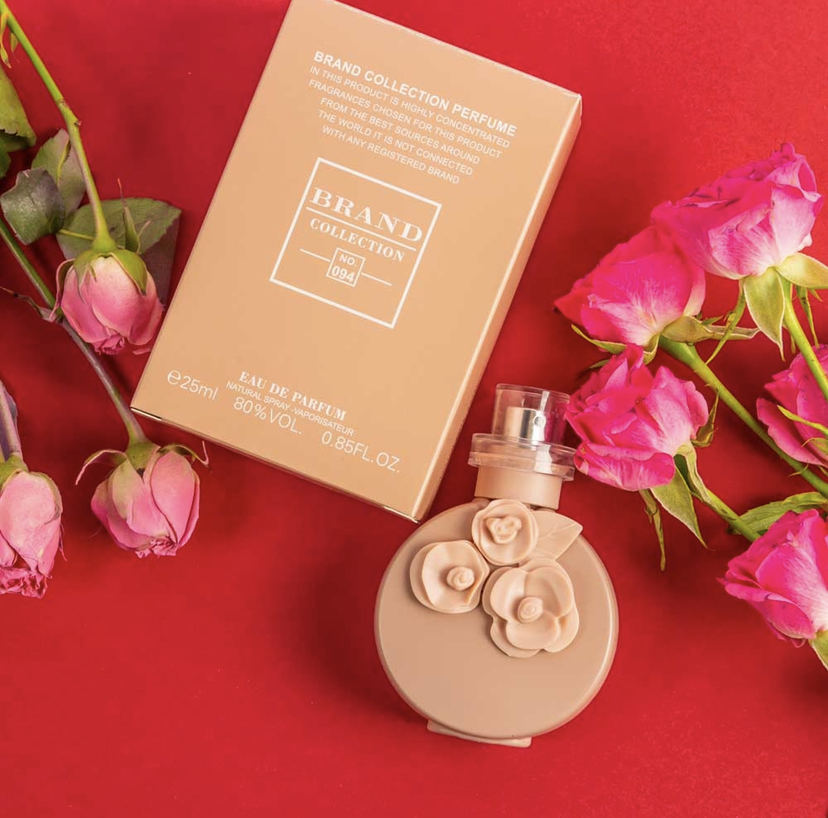 BRAND COLLECTION PERFUME
IN THIS PRODUCT IS HIGHLY CONCENTRATED
FRAGRANCES CHOSEN FOR THIS PRODUCT
FROM THE BEST SOURCES AROUND
THE WORLD IT IS NOT CONNECTED
WITH ANY REGISTERED BRAND
BRAND
COLLECTION
NO.
094
EAU DE PARFUM
NATURAL SPRAY-VAPORISATEUR
℮25ml 80%VOL. 0.85FL.OZ.